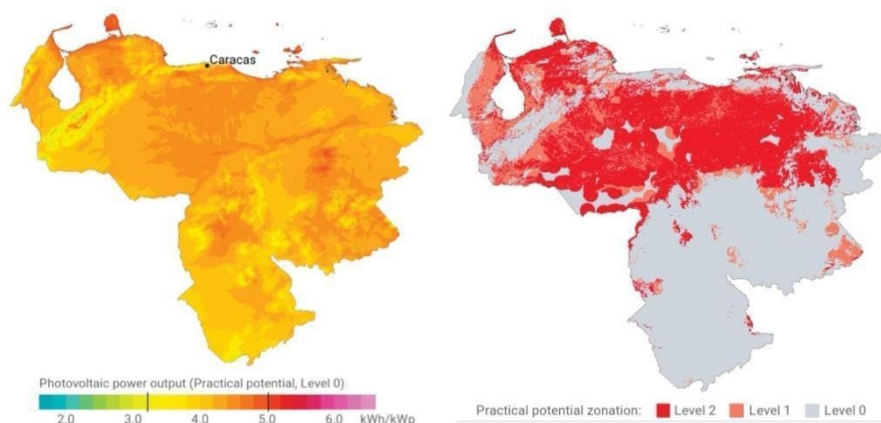 Caracas
Photovoltaic power output (Practical potential, Level 0)
2.0 3.0 4.0 5.0 6.0 kWh/kWp
Practical potential zonation: Level 2 Level 1 Level 0